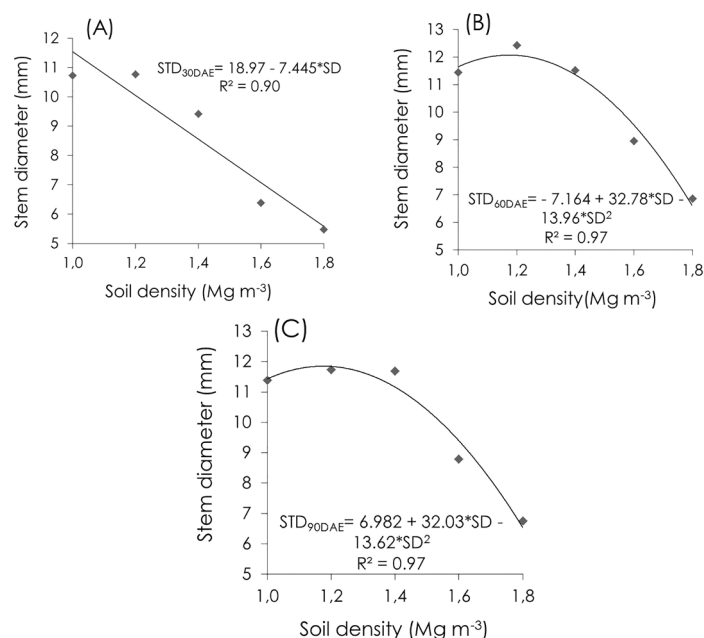 (A)
12
11
10
9
8
7
6
5
1,0 1,2 1,4 1,6 1,8
Stem diameter (mm)
Soil density (Mg m-3)
STD30DAE= 18.97 - 7.445*SD
R² = 0.90
(B)
13
12
11
10
9
8
7
6
5
1,0 1,2 1,4 1,6 1,8
Stem diameter (mm)
Soil density(Mg m-3)
STD60DAE= - 7.164 + 32.78*SD -
13.96*SD²
R² = 0.97
(C)
13
12
11
10
9
8
7
6
5
1,0 1,2 1,4 1,6 1,8
Stem diameter (mm)
Soil density (Mg m-3)
STD90DAE= 6.982 + 32.03*SD -
13.62*SD²
R² = 0.97